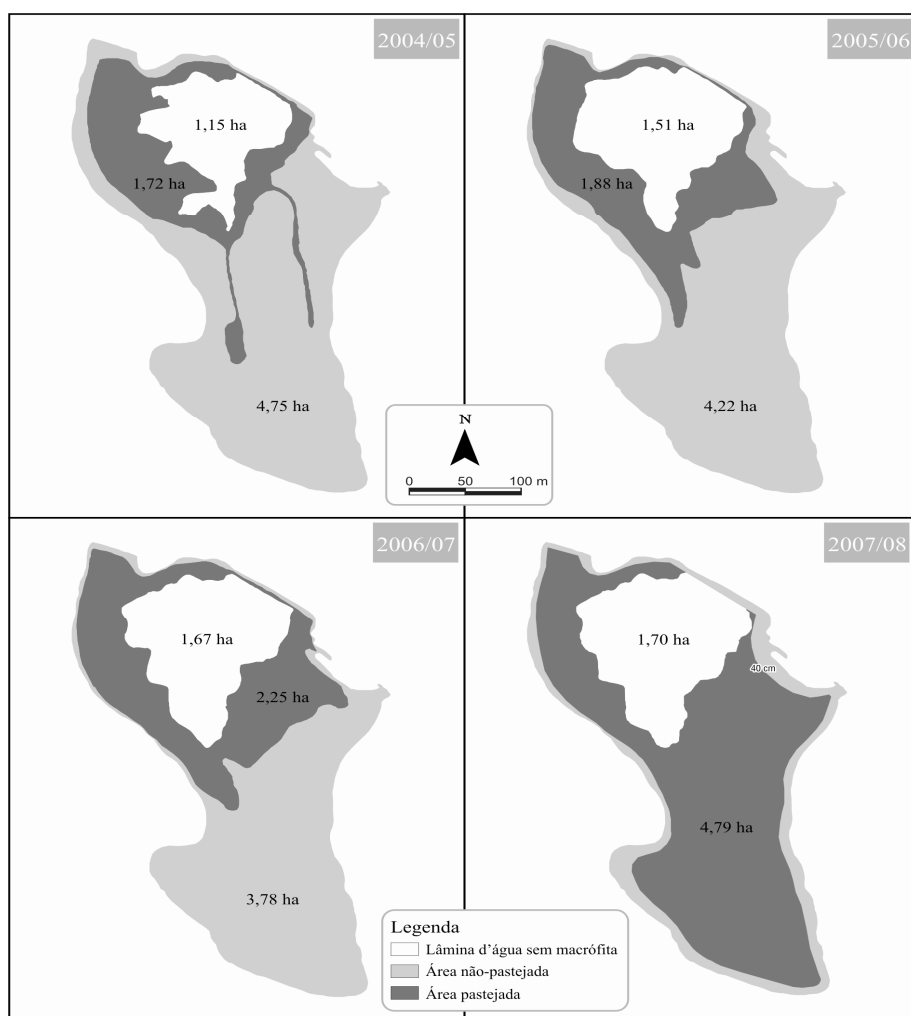 2004/05
1,15 ha
1,72 ha
4,75 ha
2005/06
1,51 ha
1,88 ha
4,22 ha
N
0 50 100 m
2006/07
1,67 ha
2,25 ha
3,78 ha
2007/08
1,70 ha
40 cm
4,79 ha
Legenda
Lâmina d'água sem macrófita
Área não-pastejada
Área pastejada